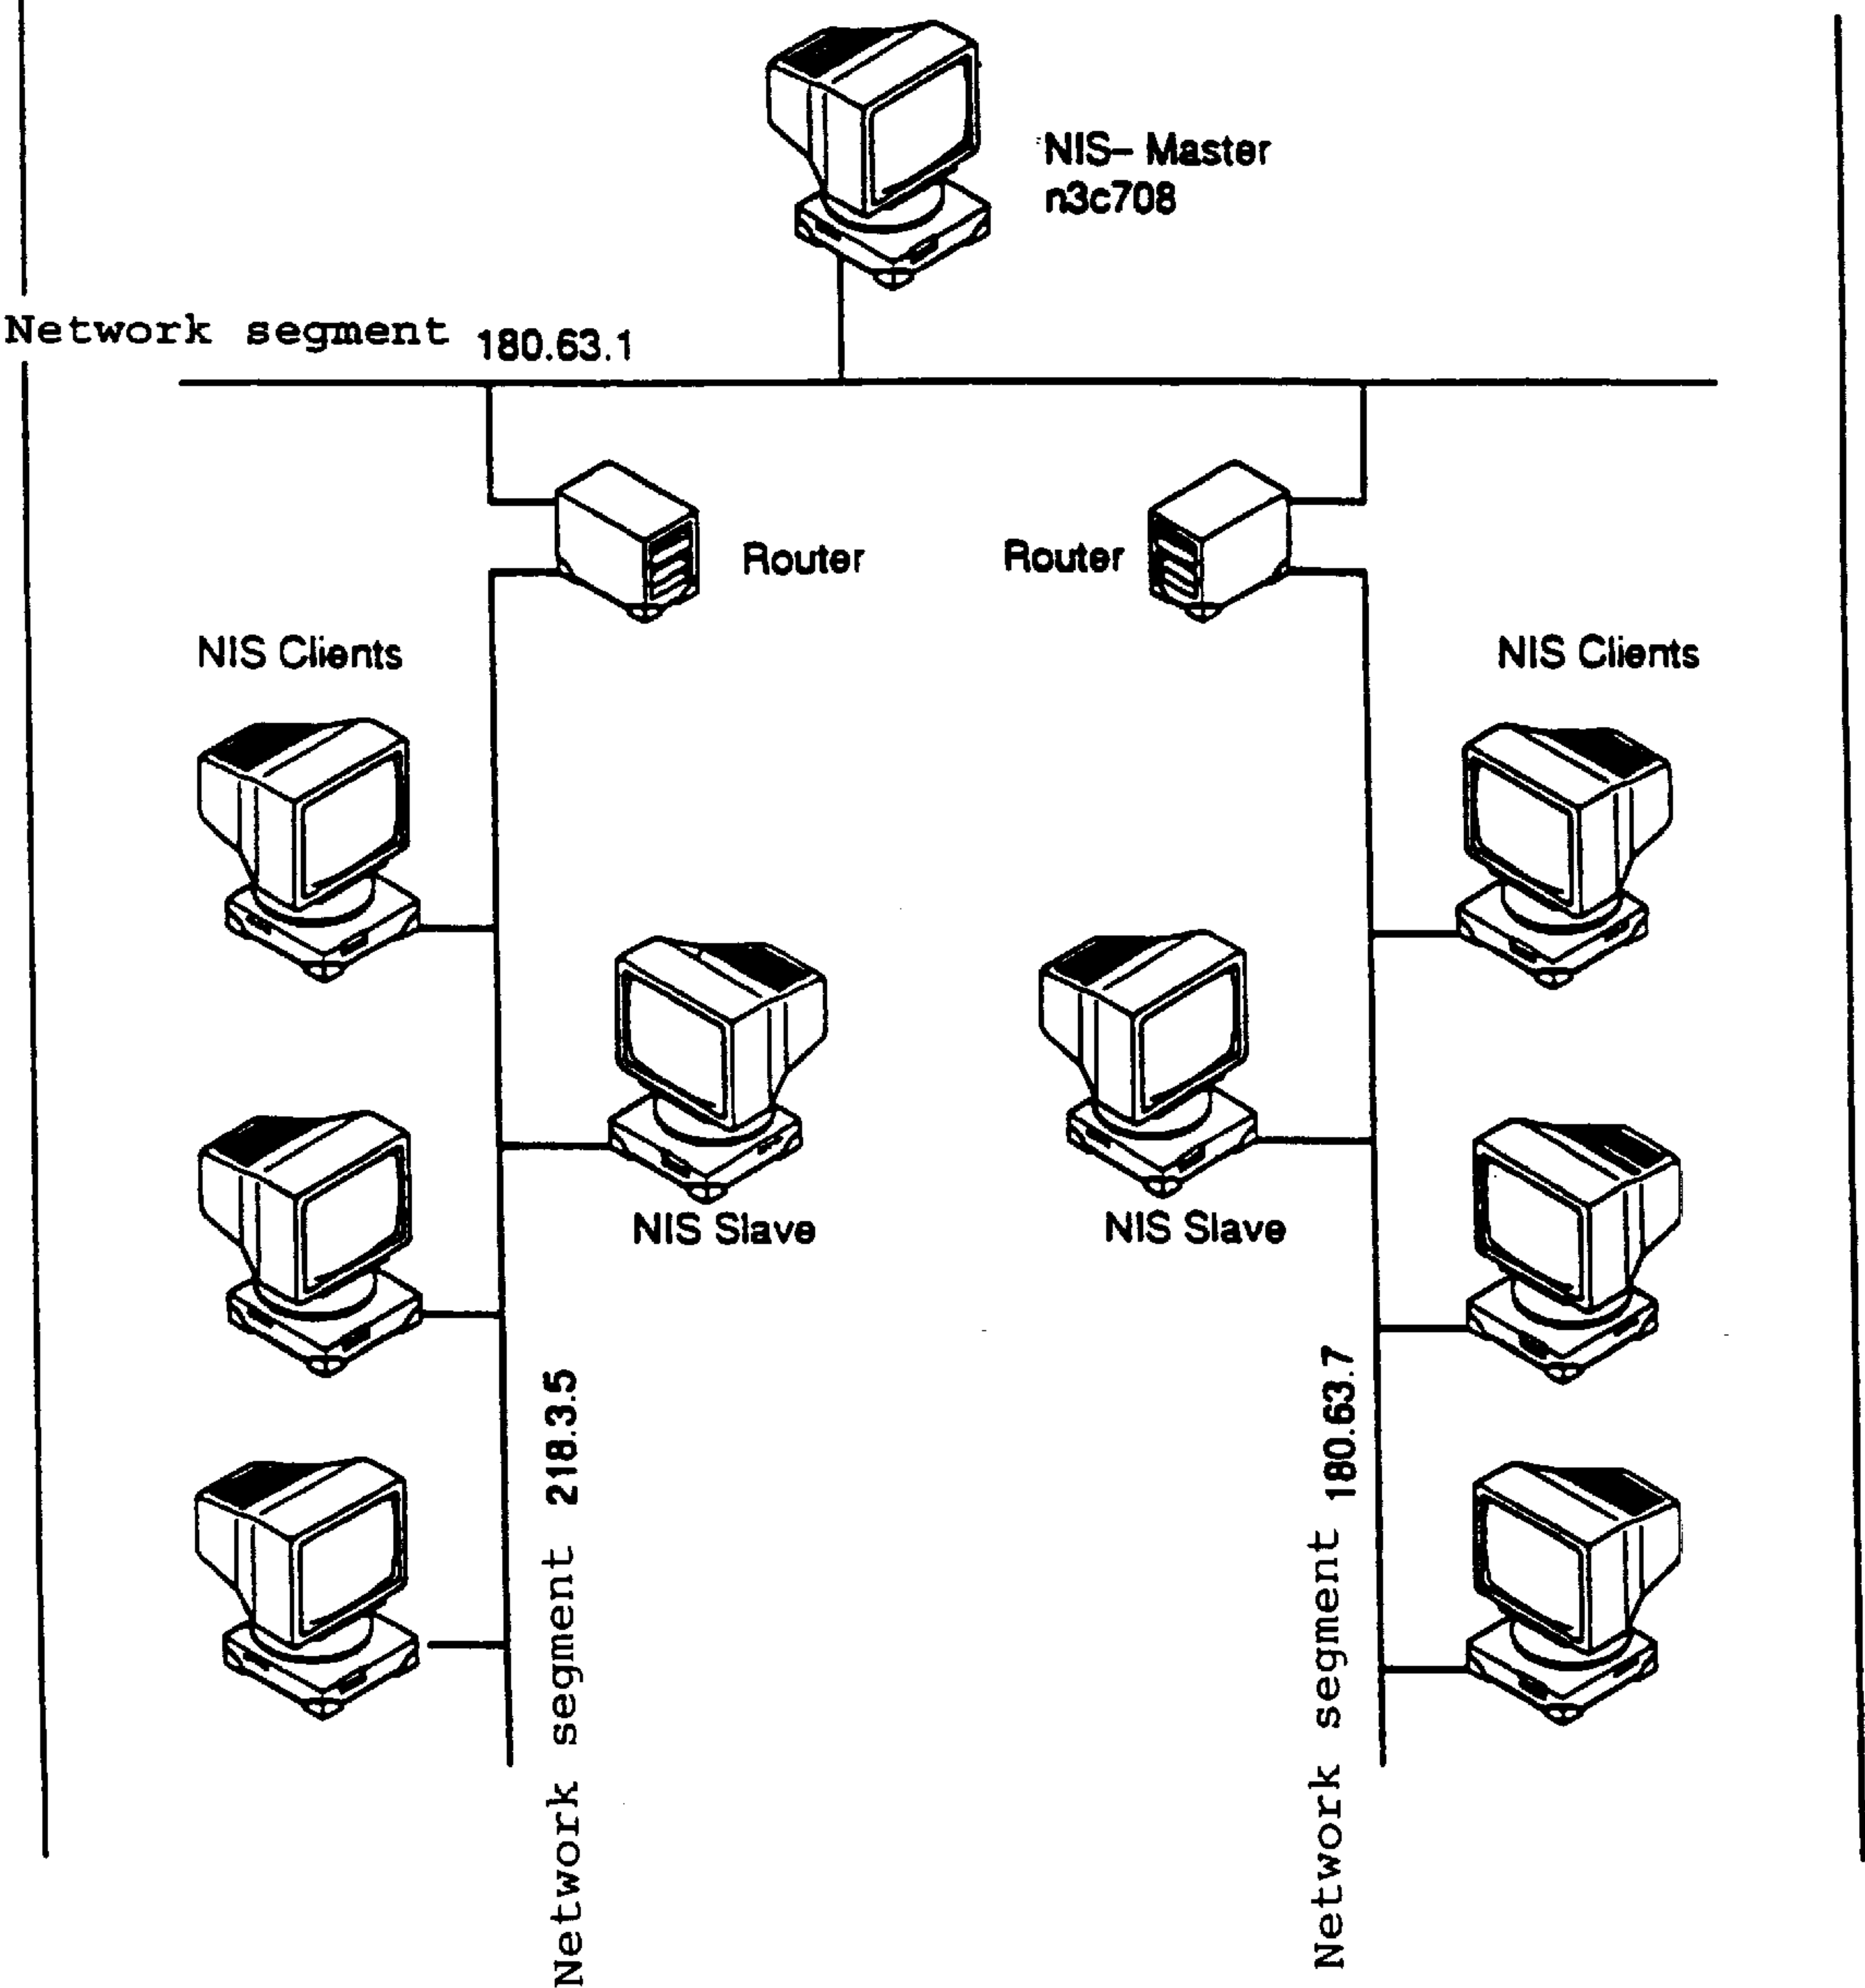 NIS– Master
n3c708
Network segment 180.63.1
Router
Router
NIS Clients
NIS Clients
NIS Slave
NIS Slave
Network segment 218.3.5
Network segment 180.63.7